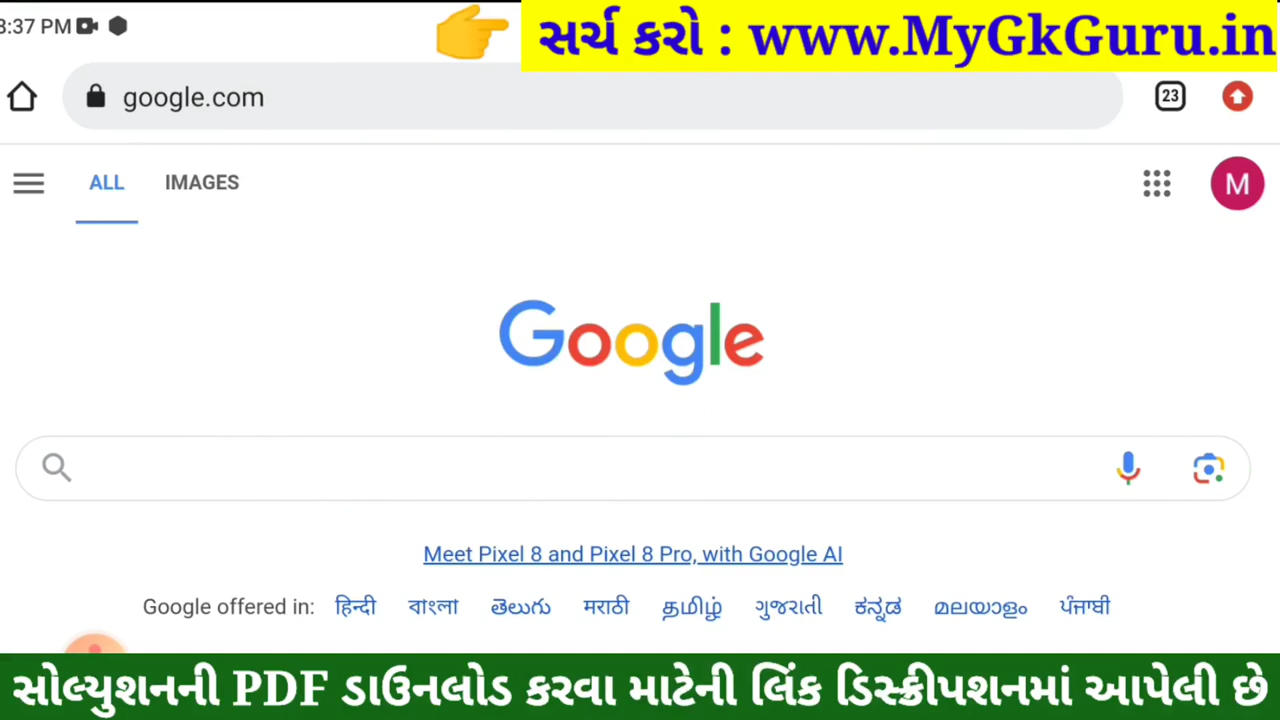 8:37 PM
સર્ચ કરો : www.MyGkGuru.in
google.com
23
ALL IMAGES
M
Google
Meet Pixel 8 and Pixel 8 Pro, with Google AI
Google offered in: हिन्दी বাংলা తెలుగు मराठी தமிழ் ગુજરાતી ಕನ್ನಡ മലയാളം ਪੰਜਾਬੀ
સોલ્યુશનની PDF ડાઉનલોડ કરવા માટેની લિંક ડિસ્ક્રીપશનમાં આપેલી છે